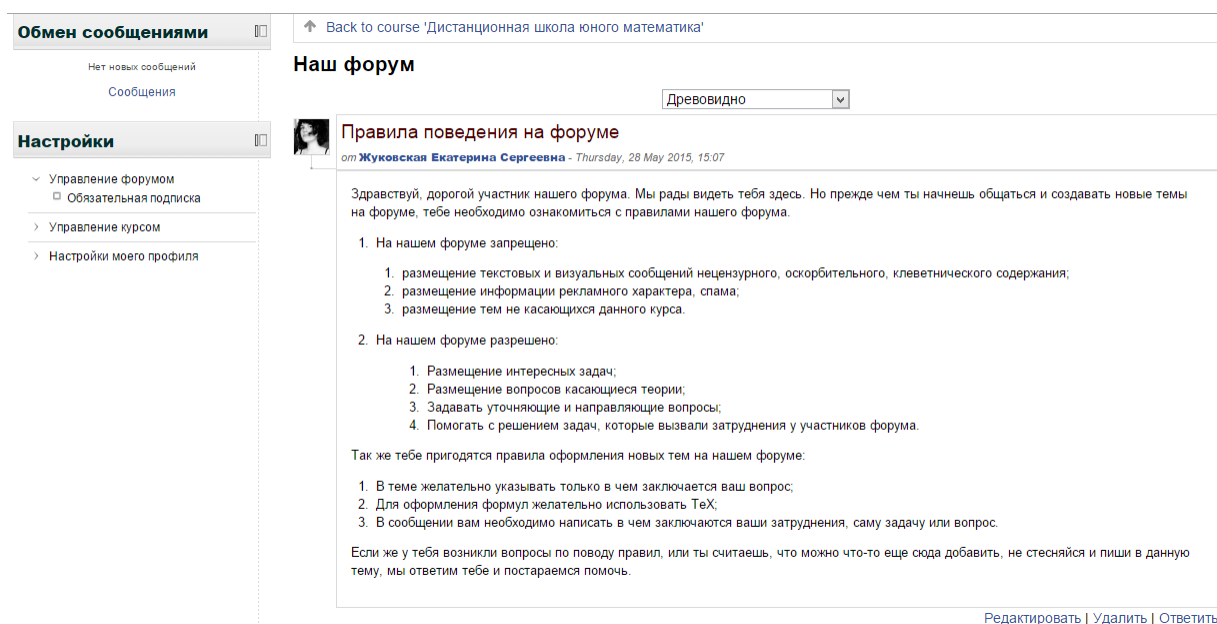 Обмен сообщениями
Нет новых сообщений
Сообщения
Настройки
Управление форумом
Обязательная подписка
Управление курсом
Настройки моего профиля
Back to course 'Дистанционная школа юного математика'
Наш форум
Древовидно
Правила поведения на форуме
от Жуковская Екатерина Сергеевна - Thursday, 28 May 2015, 15:07
Здравствуй, дорогой участник нашего форума. Мы рады видеть тебя здесь. Но прежде чем ты начнешь общаться и создавать новые темы
на форуме, тебе необходимо ознакомиться с правилами нашего форума.
1. На нашем форуме запрещено:
1. размещение текстовых и визуальных сообщений нецензурного, оскорбительного, клеветнического содержания;
2. размещение информации рекламного характера, спама;
3. размещение тем не касающихся данного курса.
2. На нашем форуме разрешено:
1. Размещение интересных задач;
2. Размещение вопросов касающиеся теории;
3. Задавать уточняющие и направляющие вопросы;
4. Помогать с решением задач, которые вызвали затруднения у участников форума.
Так же тебе пригодятся правила оформления новых тем на нашем форуме:
1. В теме желательно указывать только в чем заключается ваш вопрос;
2. Для оформления формул желательно использовать TeX;
3. В сообщении вам необходимо написать в чем заключаются ваши затруднения, саму задачу или вопрос.
Если же у тебя возникли вопросы по поводу правил, или ты считаешь, что можно что-то еще сюда добавить, не стесняйся и пиши в данную
тему, мы ответим тебе и постараемся помочь.
Редактировать | Удалить | Ответить